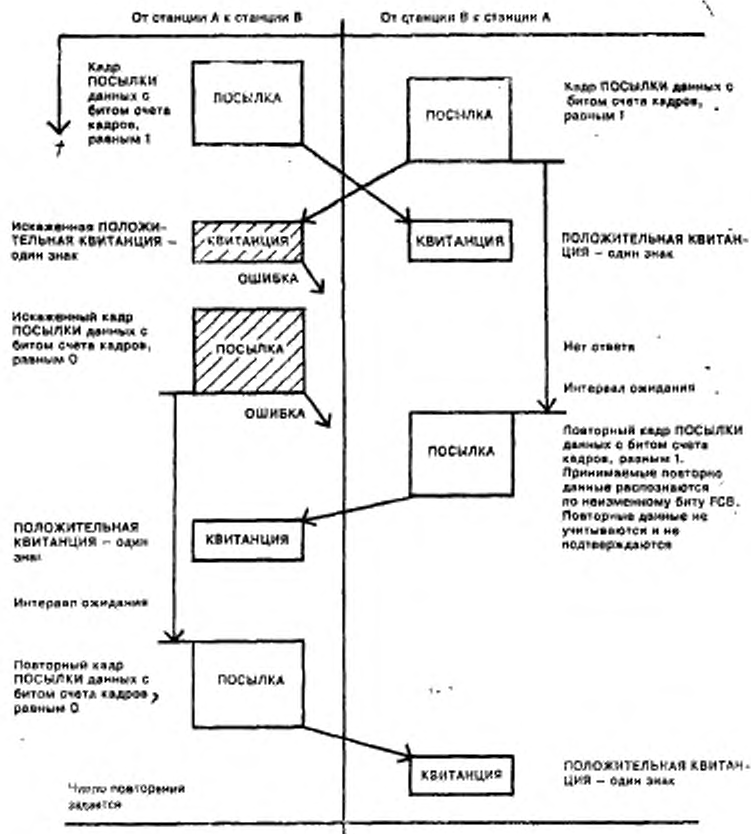 От станции А к станции В
От станции В к станции А
Кадр
ПОСЫЛКИ
данных с
битом счета
кадров,
равным 1
ПОСЫЛКА
ПОСЫЛКА
Кадр ПОСЫЛКИ
данных с
битом счета кадров,
равным 1
t
Искаженная ПОЛОЖИ-
ТЕЛЬНАЯ КВИТАНЦИЯ –
один знак
КВИТАНЦИЯ
ОШИБКА
КВИТАНЦИЯ
ПОЛОЖИТЕЛЬНАЯ КВИТАН-
ЦИЯ – один знак
Искаженный кадр
ПОСЫЛКИ данных с
битом счета кадров,
равным 0
ПОСЫЛКА
ОШИБКА
Нет ответа
Интервал ожидания
ПОСЫЛКА
Повторный кадр ПОСЫЛКИ
данных с битом счета
кадров, равным 1.
Принимаемые повторно
данные распознаются
по неизменному биту FCB.
Повторные данные не
учитываются и не
подтверждаются
ПОЛОЖИТЕЛЬНАЯ
КВИТАНЦИЯ – один
знак
КВИТАНЦИЯ
Интервал ожидания
Повторный кадр
ПОСЫЛКИ данных с
битом счета кадров,
равным 0
ПОСЫЛКА
КВИТАНЦИЯ
ПОЛОЖИТЕЛЬНАЯ КВИТАН-
ЦИЯ – один знак
Число повторений
задается